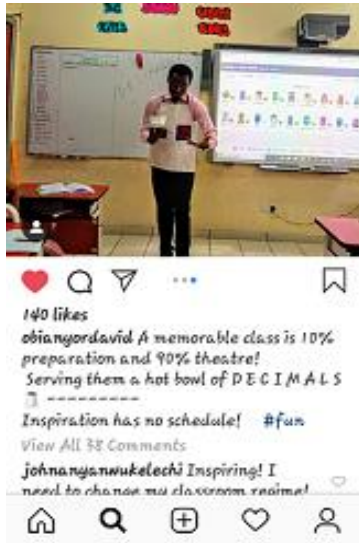 140 likes
obianyordavid A memorable class is 10%
preparation and 90% theatre!
Serving them a hot bowl of D E C I M A L S
---------
Inspiration has no schedule! #fun
View All 38 Comments
johnanyanwukelechi Inspiring! I
need to change my classroom regime!